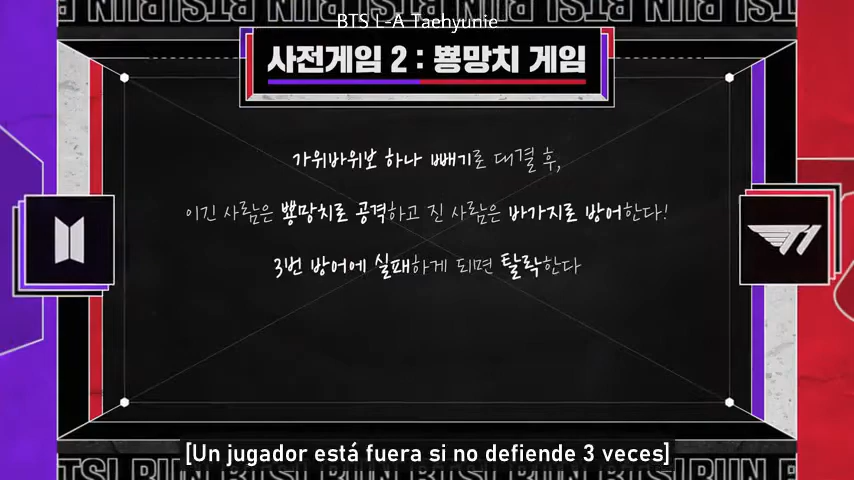 BTS L-A Taehyunie
사전게임 2 : 뿅망치 게임
가위바위보 하나 빼기로 대결 후,
이긴 사람은 뿅망치로 공격하고 진 사람은 바가지로 방어한다!
T1
3번 방어에 실패하게 되면 탈락한다
[Un jugador está fuera si no defiende 3 veces]